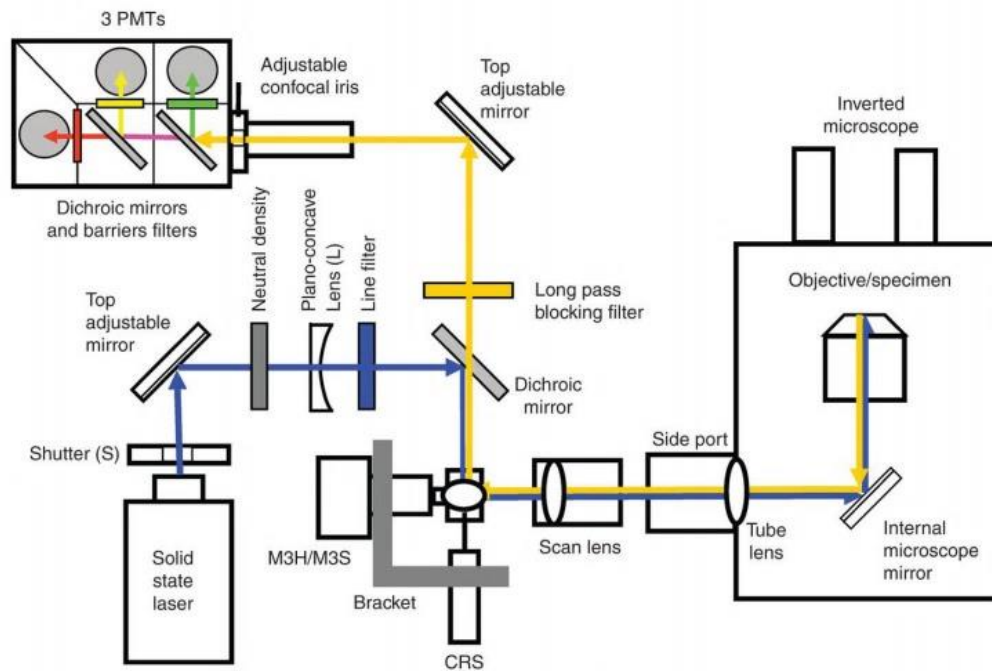 3 PMTs
Adjustable
confocal iris
Top
adjustable
mirror
Inverted
microscope
Dichroic mirrors
and barriers filters
Neutral density
Plano-concave
Lens (L)
Line filter
Long pass
blocking filter
Objective/specimen
Top
adjustable
mirror
Dichroic
mirror
Shutter (S)
Side port
Solid
state
laser
M3H/M3S
Bracket
CRS
Scan lens
Tube
lens
Internal
microscope
mirror